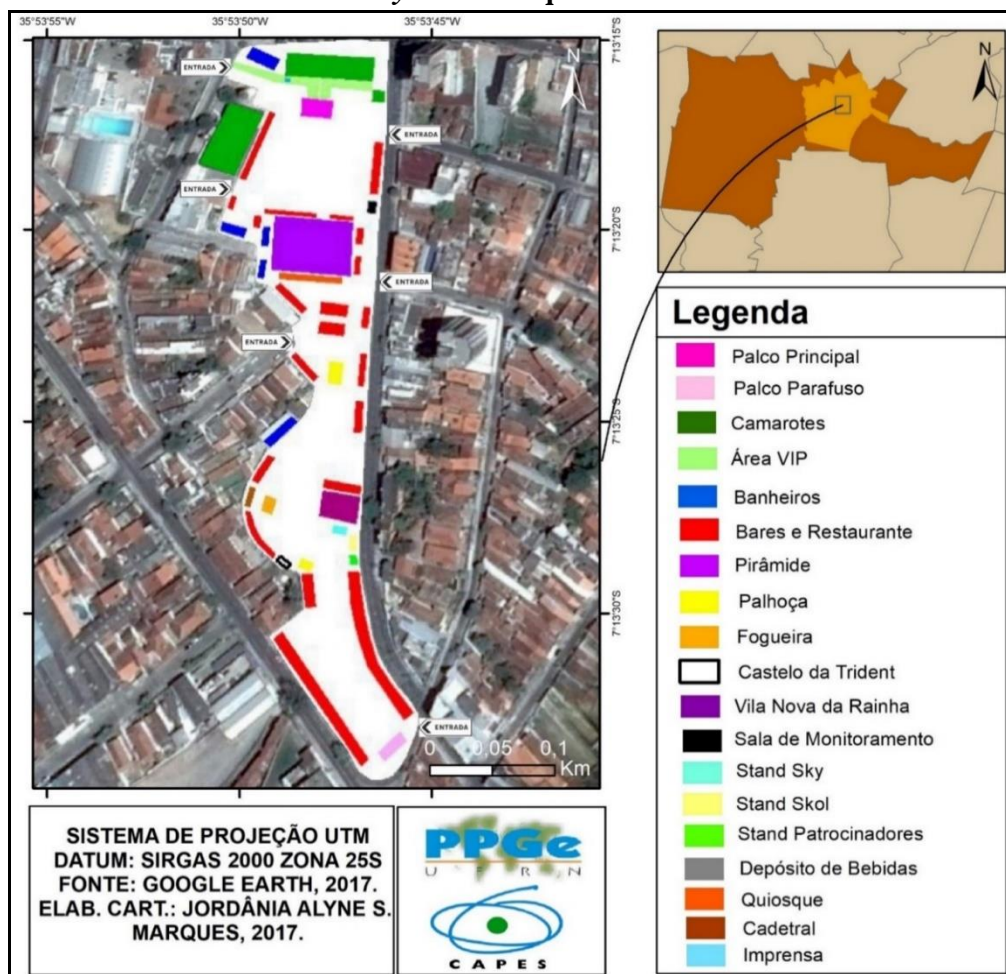 35°53'55"W
35°53'50"W
35°53'45"W
7°13'15"S
7°13'20"S
7°13'25"S
7°13'30"S
N
ENTRADA
ENTRADA
ENTRADA
ENTRADA
ENTRADA
ENTRADA
0 0,05 0,1
Km
N
Legenda
Palco Principal
Palco Parafuso
Camarotes
Área VIP
Banheiros
Bares e Restaurante
Pirâmide
Palhoça
Fogueira
Castelo da Trident
Vila Nova da Rainha
Sala de Monitoramento
Stand Sky
Stand Skol
Stand Patrocinadores
Depósito de Bebidas
Quiosque
Cadetral
Imprensa
SISTEMA DE PROJEÇÃO UTM
DATUM: SIRGAS 2000 ZONA 25S
FONTE: GOOGLE EARTH, 2017.
ELAB. CART.: JORDÂNIA ALYNE S.
MARQUES, 2017.
PPGe
UFRN
CAPES